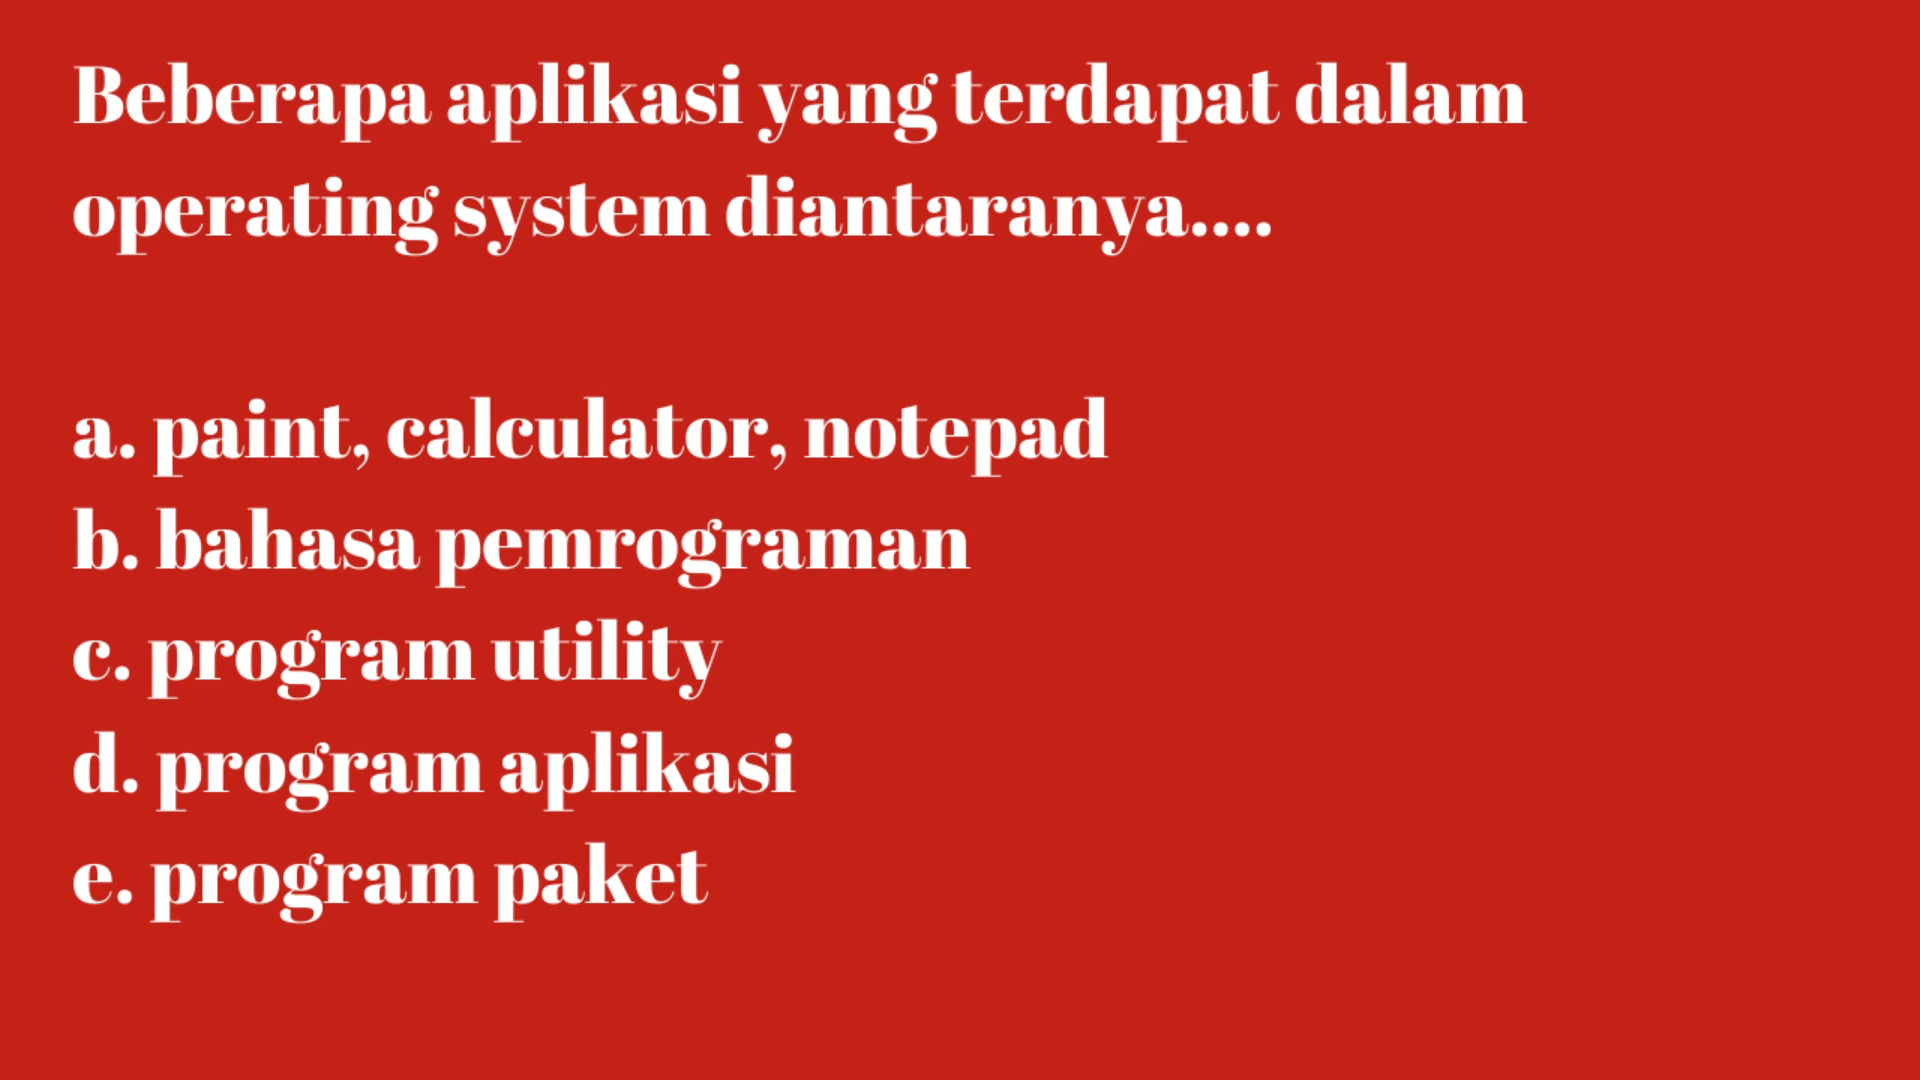 Beberapa aplikasi yang terdapat dalam
operating system diantaranya....
a. paint, calculator, notepad
b. bahasa pemrograman
c. program utility
d. program aplikasi
e. program paket